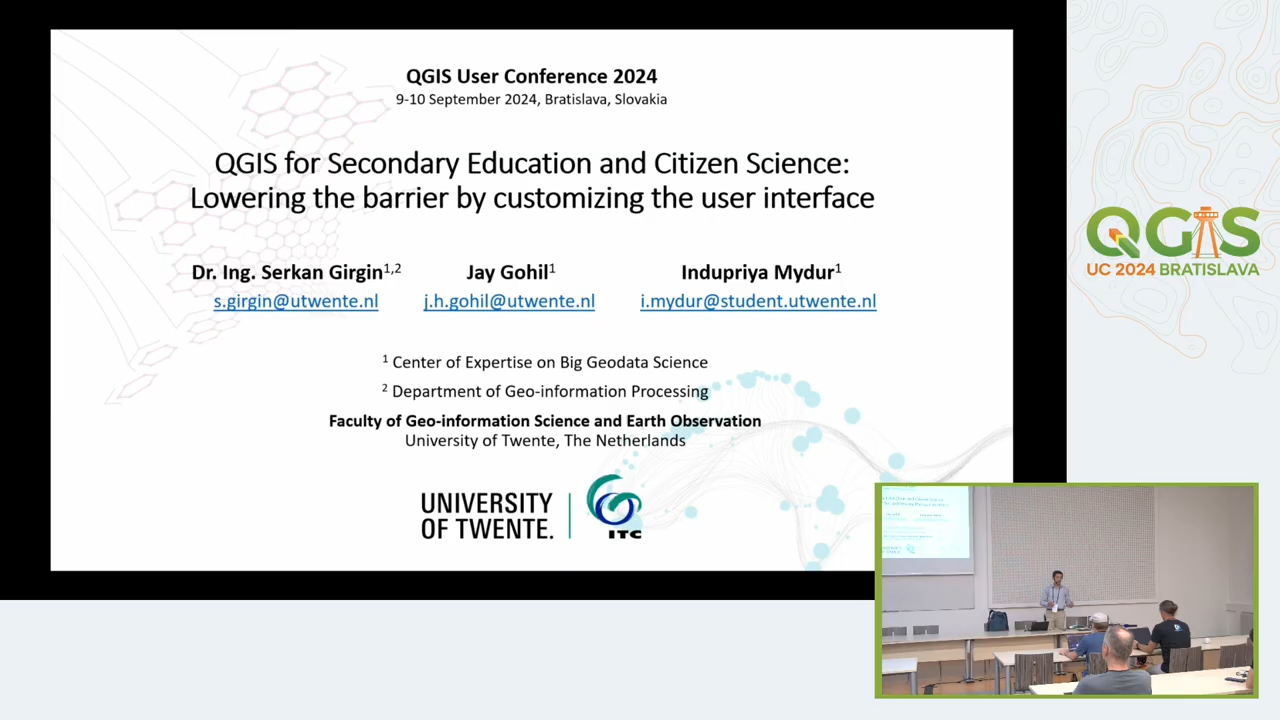 QGIS User Conference 2024
9-10 September 2024, Bratislava, Slovakia
QGIS for Secondary Education and Citizen Science:
Lowering the barrier by customizing the user interface
Dr. Ing. Serkan Girgin1,2
Jay Gohil1
Indupriya Mydur1
s.girgin@utwente.nl
j.h.gohil@utwente.nl
i.mydur@student.utwente.nl
1 Center of Expertise on Big Geodata Science
2 Department of Geo-information Processing
Faculty of Geo-information Science and Earth Observation
University of Twente, The Netherlands
UNIVERSITY
OF TWENTE.
ITC
QGIS
UC 2024 BRATISLAVA